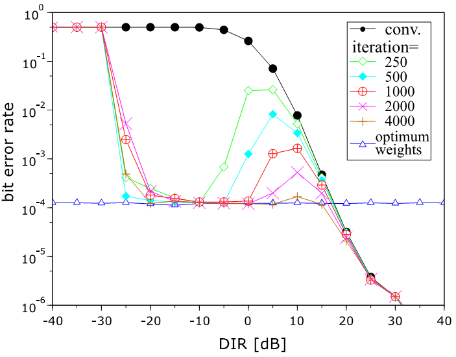 10⁰
10⁻¹
10⁻²
10⁻³
10⁻⁴
10⁻⁵
10⁻⁶
bit error rate
conv.
iteration=
250
500
1000
2000
4000
optimum
weights
-40 -30 -20 -10 0 10 20 30 40
DIR [dB]